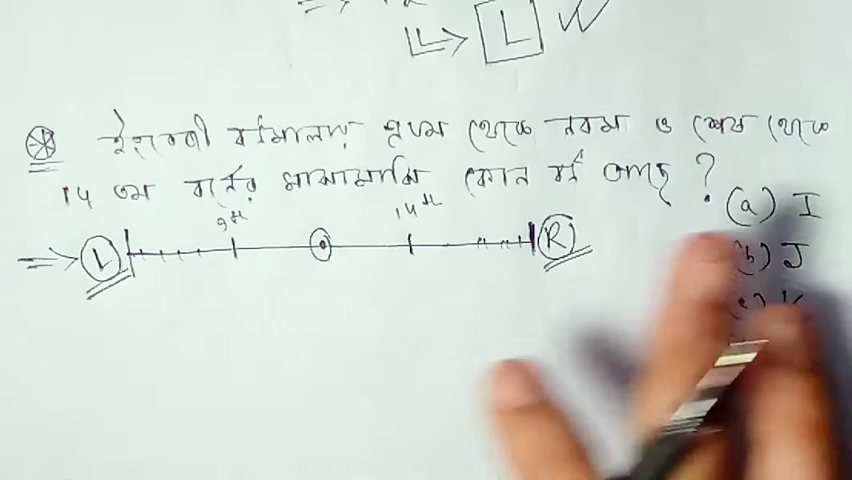 L W
ইংরেজী বর্ণমালায় প্রথম থেকে নবম ও শেষ থেকে
14 তম বর্ণের মাঝামাঝি কোন বর্ণ আছে ?
(a) I
9th 14th
L R
(b) J
(c) K